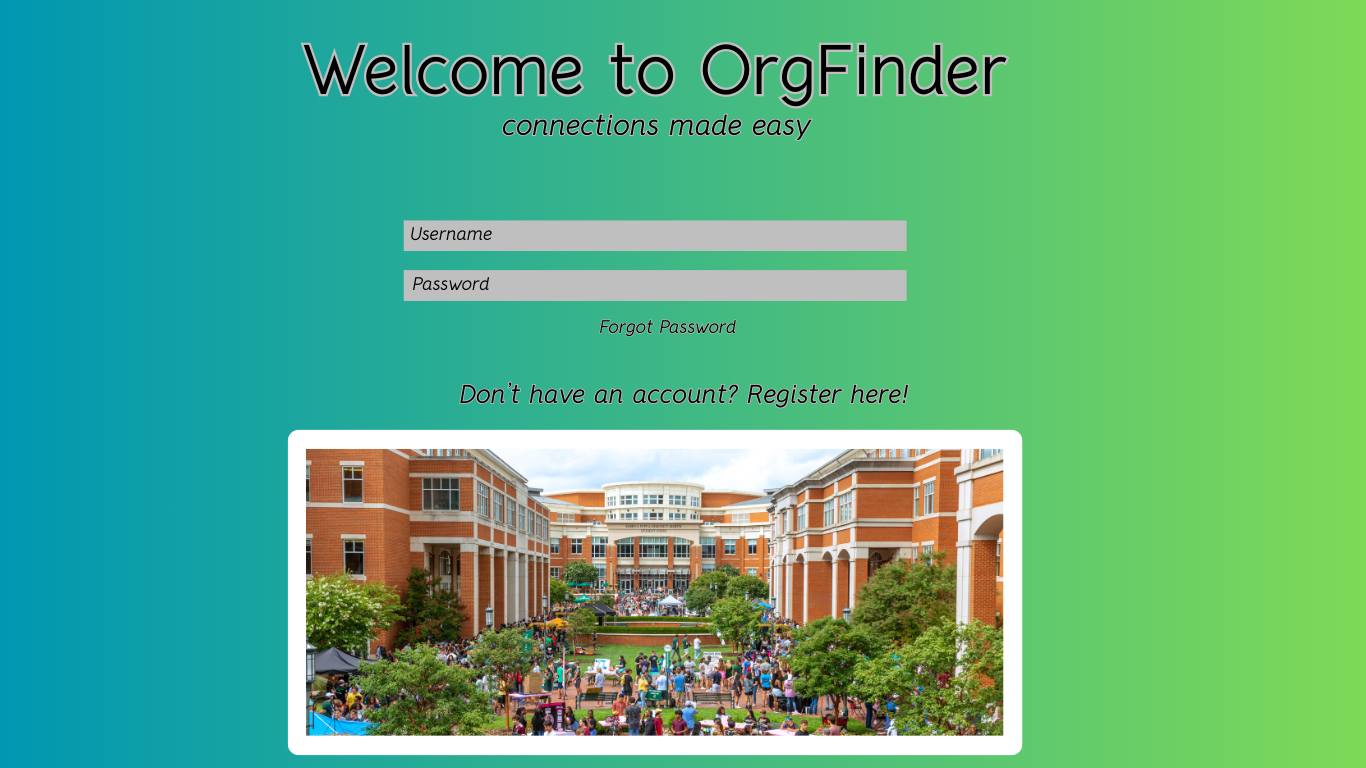 Welcome to OrgFinder
connections made easy
Username
Password
Forgot Password
Don't have an account? Register here!